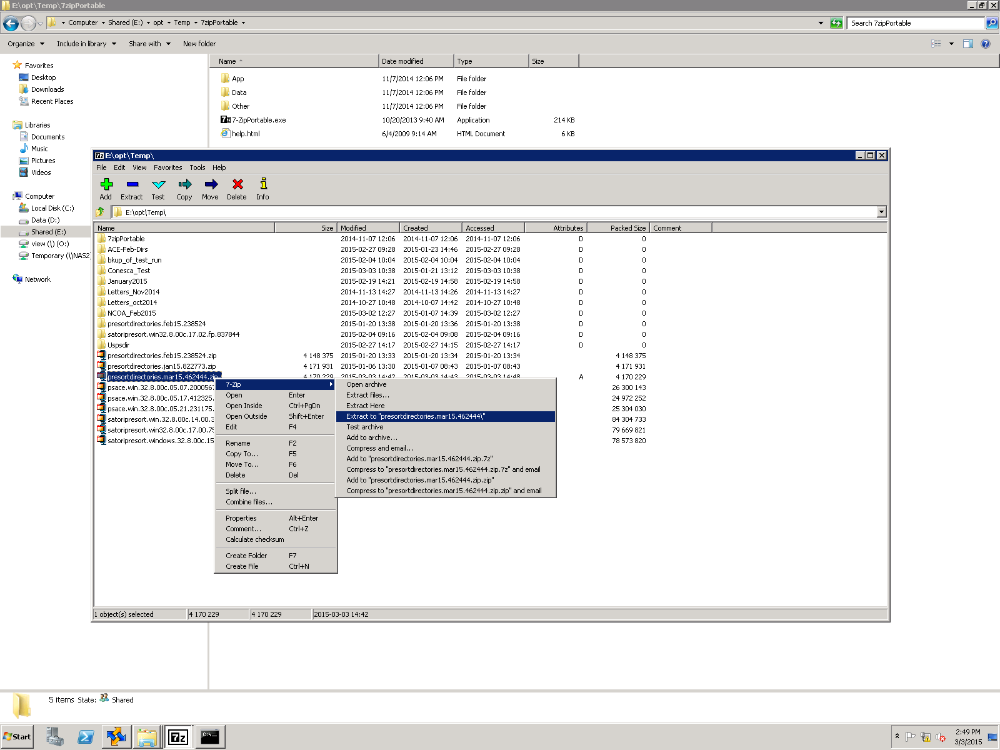 E:\opt\Temp\7zipPortable
Computer Shared (E:) opt Temp 7zipPortable
Search 7zipPortable
Organize Include in library Share with New folder
Favorites
Desktop
Downloads
Recent Places
Libraries
Documents
Music
Pictures
Videos
Computer
Local Disk (C:)
Data (D:)
Shared (E:)
view (\) (O:)
Temporary (\\NAS2)
Network
Name Date modified Type Size
App 11/7/2014 12:06 PM File folder
Data 11/7/2014 12:06 PM File folder
Other 11/7/2014 12:06 PM File folder
7-ZipPortable.exe 10/20/2013 9:40 AM Application 214 KB
help.html 6/4/2009 9:14 AM HTML Document 6 KB
E:\opt\Temp\
File Edit View Favorites Tools Help
Add Extract Test Copy Move Delete Info
E:\opt\Temp\
Name Size Modified Created Accessed Attributes Packed Size Comment
7zipPortable 2014-11-07 12:06 2014-11-07 12:06 2014-11-07 12:06 D 0
ACE-Feb-Dirs 2015-02-27 09:28 2015-01-23 14:46 2015-02-27 09:28 D 0
bkup_of_test_run 2015-02-04 10:04 2015-02-04 10:04 2015-02-04 10:04 D 0
Conesca_Test 2015-03-03 10:38 2015-01-21 13:12 2015-03-03 10:38 D 0
January2015 2015-02-19 14:21 2015-02-19 14:58 2015-02-19 14:58 D 0
Letters_Nov2014 2014-11-13 14:27 2014-11-13 14:26 2014-11-13 14:27 D 0
Letters_oct2014 2014-10-27 10:48 2014-10-07 14:42 2014-10-27 10:48 D 0
NCOA_Feb2015 2015-03-02 12:27 2015-01-07 14:39 2015-03-02 12:27 D 0
presortdirectories.feb15.238524 2015-01-20 13:38 2015-01-20 13:36 2015-01-20 13:38 D 0
satoripresort.win32.8.00c.17.02.fp.837844 2015-02-04 09:16 2015-02-04 09:08 2015-02-04 09:16 D 0
Uspsdir 2015-02-27 14:17 2015-02-27 14:15 2015-02-27 14:17 D 0
presortdirectories.feb15.238524.zip 4 148 375 2015-01-20 13:33 2015-01-20 13:34 2015-01-20 13:34 4 148 375
presortdirectories.jan15.822773.zip 4 171 931 2015-01-06 13:30 2015-01-07 08:43 2015-01-07 08:43 4 171 931
presortdirectories.mar15.462444.zip 4 170 229 2015-03-03 14:42 2015-03-03 14:43 2015-03-03 14:48 A 4 170 229
psace.win.32.8.00c.05.07.2000567 26 300 143
psace.win.32.8.00c.05.17.412325. 24 972 252
psace.win.32.8.00c.05.21.231175. 25 304 030
satoripresort.win.32.8.00c.14.00.3 84 304 733
satoripresort.win32.8.00c.17.00.75 79 669 821
satoripresort.windows.32.8.00c.15 78 573 820
7-Zip
Open Enter
Open Inside Ctrl+PgDn
Open Outside Shift+Enter
Edit F4
Rename F2
Copy To... F5
Move To... F6
Delete Del
Split file...
Combine files...
Properties Alt+Enter
Comment... Ctrl+Z
Calculate checksum
Create Folder F7
Create File Ctrl+N
Open archive
Extract files...
Extract Here
Extract to "presortdirectories.mar15.462444\"
Test archive
Add to archive...
Compress and email...
Add to "presortdirectories.mar15.462444.zip.7z"
Compress to "presortdirectories.mar15.462444.zip.7z" and email
Add to "presortdirectories.mar15.462444.zip.zip"
Compress to "presortdirectories.mar15.462444.zip.zip" and email
1 object(s) selected 4 170 229 4 170 229 2015-03-03 14:42
5 items State: Shared
Start
7z
C:\
2:49 PM
3/3/2015